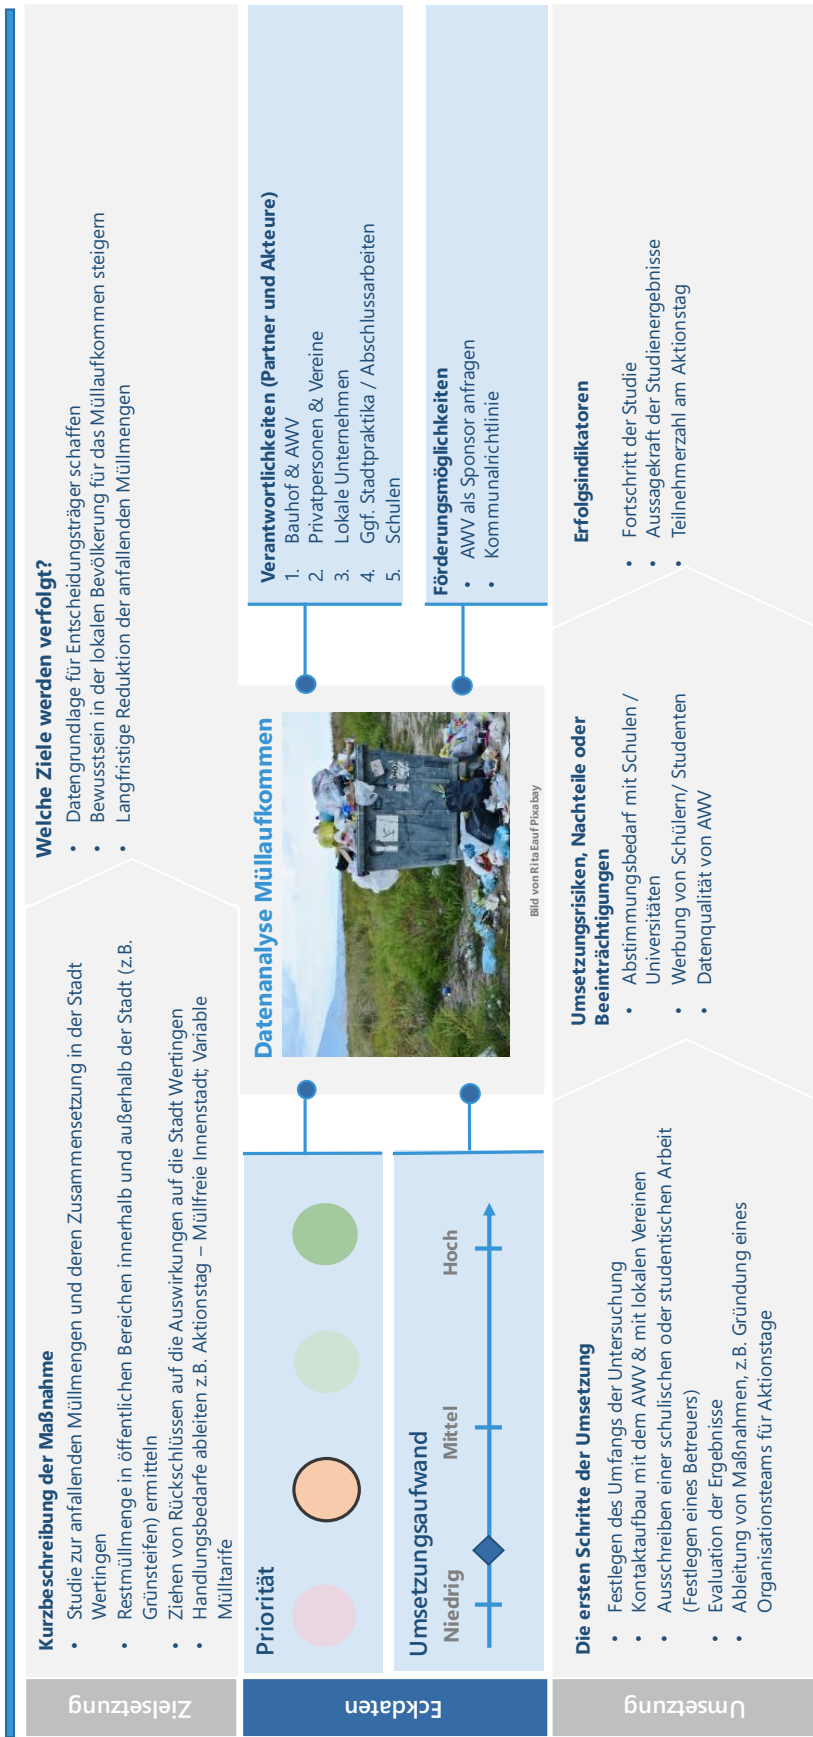 Zielsetzung
Kurzbeschreibung der Maßnahme
• Studie zur anfallenden Müllmengen und deren Zusammensetzung in der Stadt
Wertingen
• Restmüllmenge in öffentlichen Bereichen innerhalb und außerhalb der Stadt (z.B.
Grünsteifen) ermitteln
• Ziehen von Rückschlüssen auf die Auswirkungen auf die Stadt Wertingen
• Handlungsbedarfe ableiten z.B. Aktionstag – Müllfreie Innenstadt; Variable
Mülltarife
Welche Ziele werden verfolgt?
• Datengrundlage für Entscheidungsträger schaffen
• Bewusstsein in der lokalen Bevölkerung für das Müllaufkommen steigern
• Langfristige Reduktion der anfallenden Müllmengen
Eckdaten
Priorität
Umsetzungsaufwand
Niedrig
Mittel
Hoch
Datenanalyse Müllaufkommen
Bild von Rita E auf Pixabay
Verantwortlichkeiten (Partner und Akteure)
1. Bauhof & AWV
2. Privatpersonen & Vereine
3. Lokale Unternehmen
4. Ggf. Stadtpraktika / Abschlussarbeiten
5. Schulen
Förderungsmöglichkeiten
• AWV als Sponsor anfragen
• Kommunalrichtlinie
Umsetzung
Die ersten Schritte der Umsetzung
• Festlegen des Umfangs der Untersuchung
• Kontaktaufbau mit dem AWV & mit lokalen Vereinen
• Ausschreiben einer schulischen oder studentischen Arbeit
(Festlegen eines Betreuers)
• Evaluation der Ergebnisse
• Ableitung von Maßnahmen, z.B. Gründung eines
Organisationsteams für Aktionstage
Umsetzungsrisiken, Nachteile oder
Beeinträchtigungen
• Abstimmungsbedarf mit Schulen /
Universitäten
• Werbung von Schülern/ Studenten
• Datenqualität von AWV
Erfolgsindikatoren
• Fortschritt der Studie
• Aussagekraft der Studienergebnisse
• Teilnehmerzahl am Aktionstag